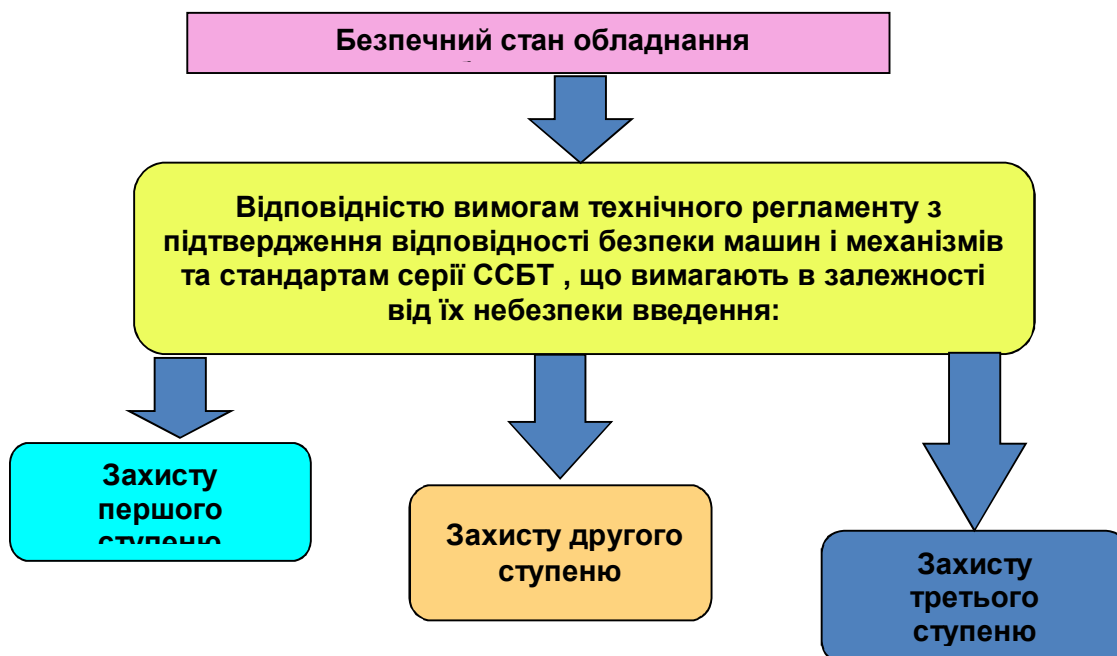 Безпечний стан обладнання
Відповідністю вимогам технічного регламенту з
підтвердження відповідності безпеки машин і механізмів
та стандартам серії ССБТ , що вимагають в залежності
від їх небезпеки введення:
Захисту
першого
ступеню
Захисту другого
ступеню
Захисту
третього
ступеню